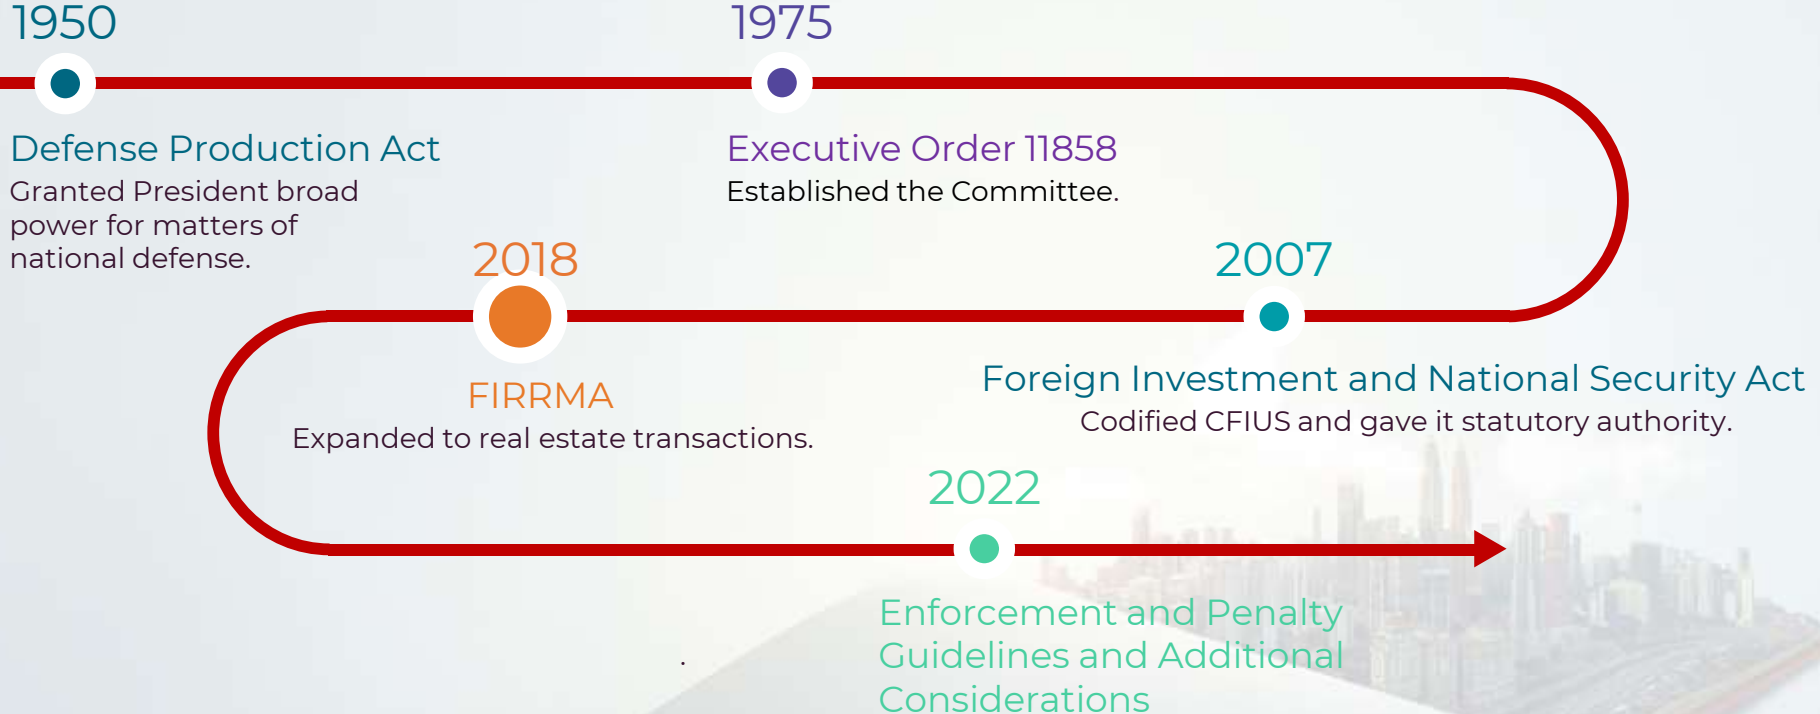 1950
Defense Production Act
Granted President broad
power for matters of
national defense.
1975
Executive Order 11858
Established the Committee.
2007
Foreign Investment and National Security Act
Codified CFIUS and gave it statutory authority.
2018
FIRRMA
Expanded to real estate transactions.
2022
Enforcement and Penalty
Guidelines and Additional
Considerations
.